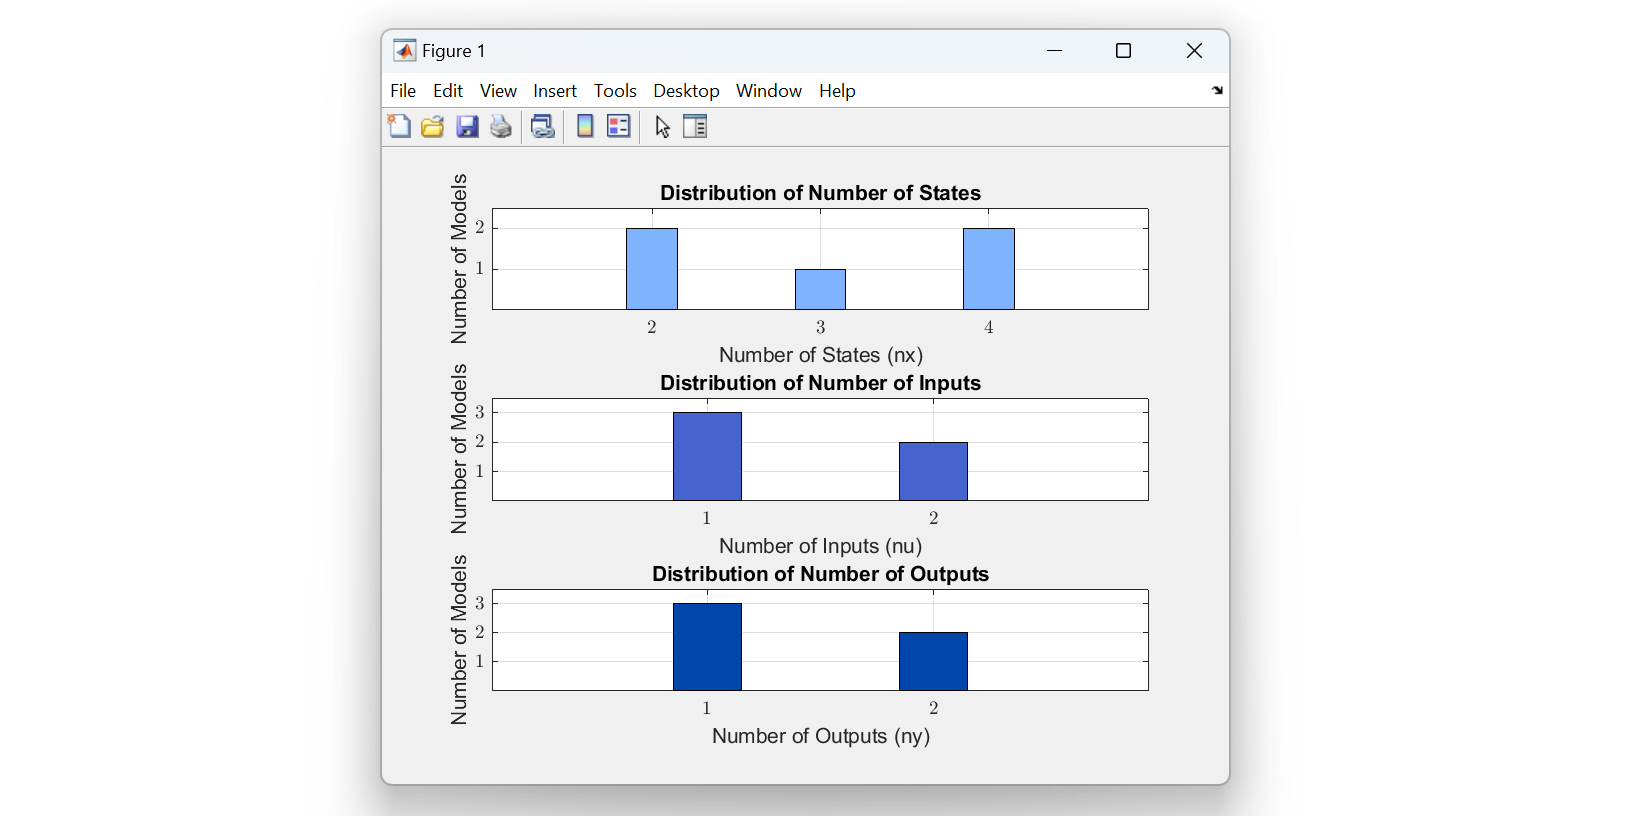 Figure 1
File Edit View Insert Tools Desktop Window Help
Distribution of Number of States
Number of Models
2
1
2 3 4
Number of States (nx)
Distribution of Number of Inputs
Number of Models
3
2
1
1 2
Number of Inputs (nu)
Distribution of Number of Outputs
Number of Models
3
2
1
1 2
Number of Outputs (ny)